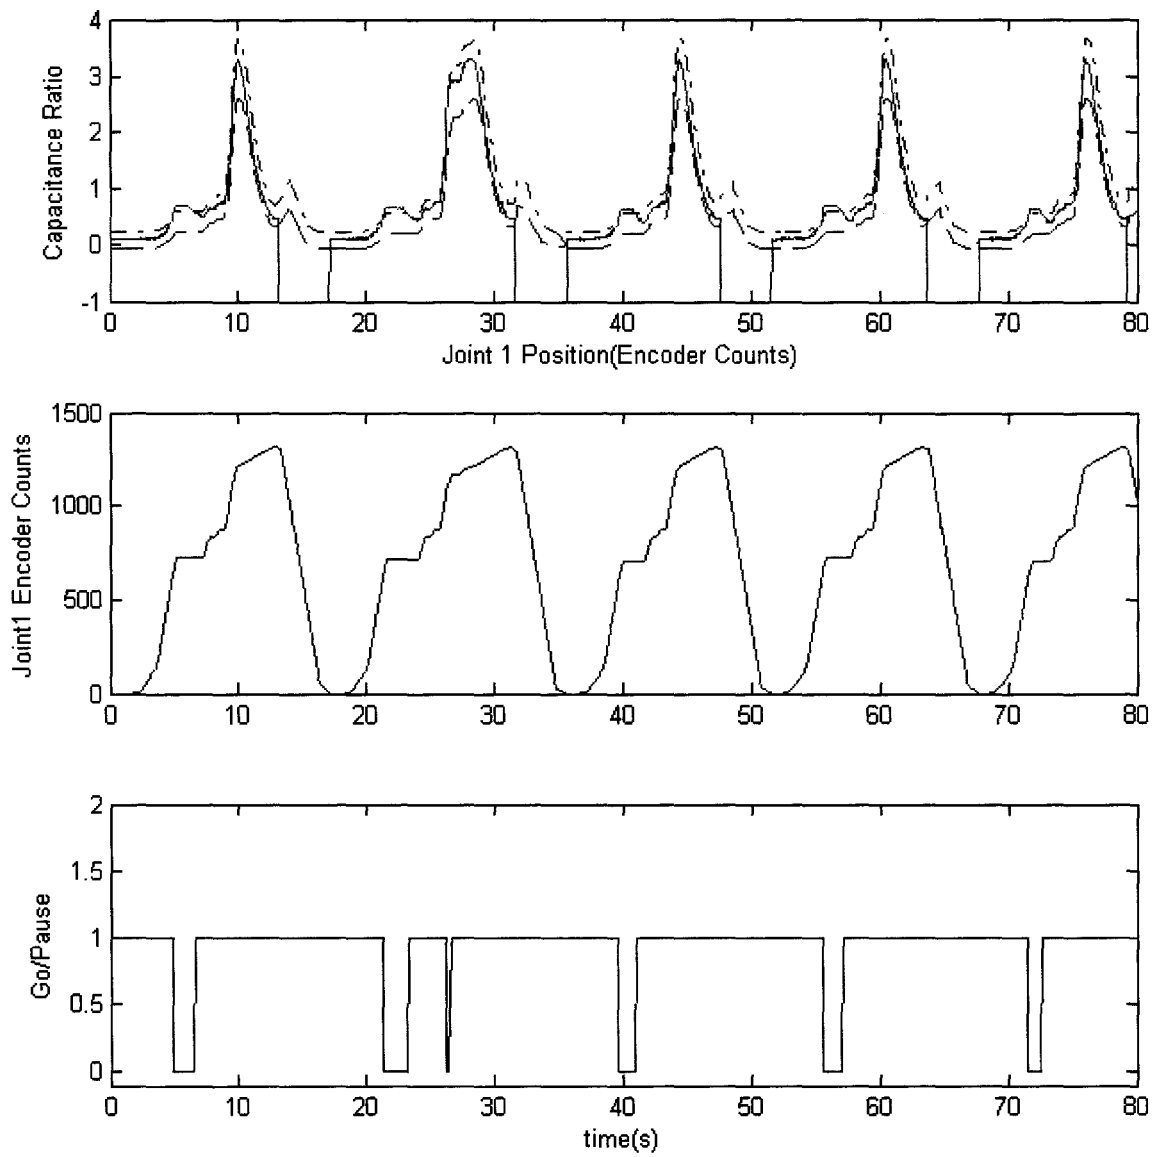 4
3
2
1
0
-1
Capacitance Ratio
0 10 20 30 40 50 60 70 80
Joint 1 Position(Encoder Counts)
1500
1000
500
0
Joint1 Encoder Counts
0 10 20 30 40 50 60 70 80
2
1.5
1
0.5
0
Go/Pause
0 10 20 30 40 50 60 70 80
time(s)